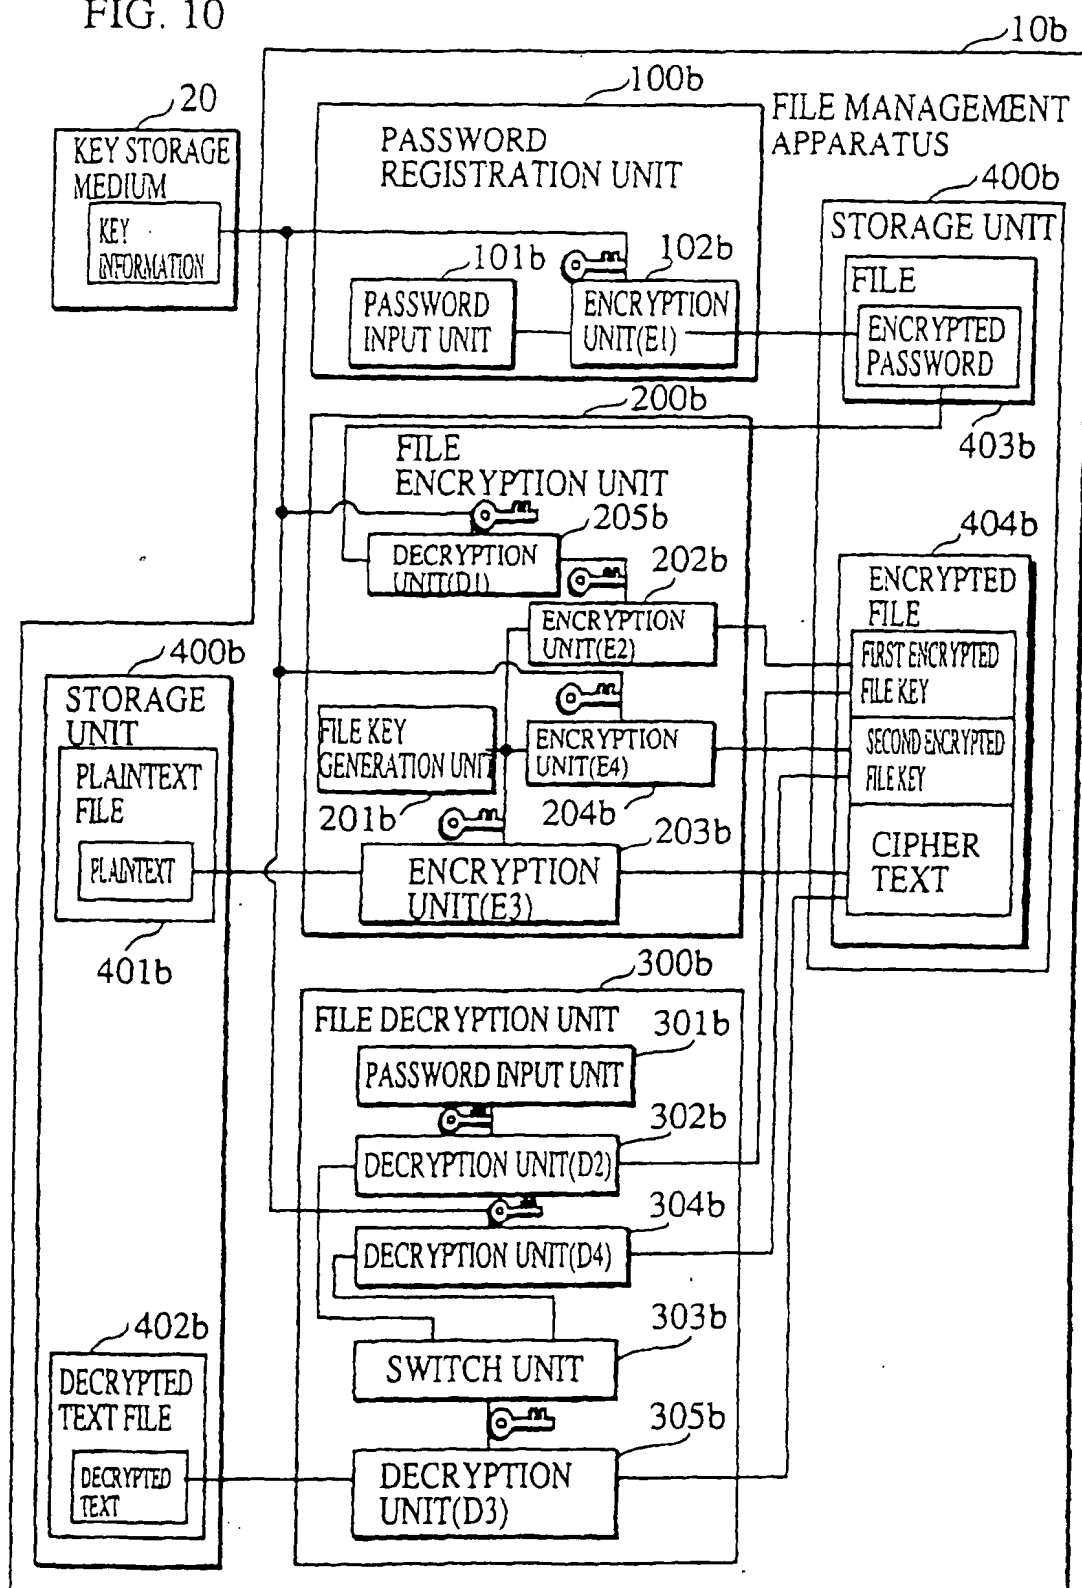 FIG. 10
10b
20
100b
FILE MANAGEMENT
APPARATUS
KEY STORAGE
MEDIUM
KEY
INFORMATION
PASSWORD
REGISTRATION UNIT
400b
STORAGE UNIT
101b
102b
PASSWORD
INPUT UNIT
ENCRYPTION
UNIT(E1)
FILE
ENCRYPTED
PASSWORD
403b
200b
FILE
ENCRYPTION UNIT
205b
DECRYPTION
UNIT(D1)
202b
ENCRYPTION
UNIT(E2)
404b
ENCRYPTED
FILE
FIRST ENCRYPTED
FILE KEY
SECOND ENCRYPTED
FILE KEY
CIPHER
TEXT
400b
STORAGE
UNIT
PLAINTEXT
FILE
PLAINTEXT
401b
FILE KEY
GENERATION UNIT
201b
ENCRYPTION
UNIT(E4)
204b
203b
ENCRYPTION
UNIT(E3)
300b
FILE DECRYPTION UNIT
301b
PASSWORD INPUT UNIT
302b
DECRYPTION UNIT(D2)
304b
DECRYPTION UNIT(D4)
303b
SWITCH UNIT
305b
DECRYPTION
UNIT(D3)
402b
DECRYPTED
TEXT FILE
DECRYPTED
TEXT